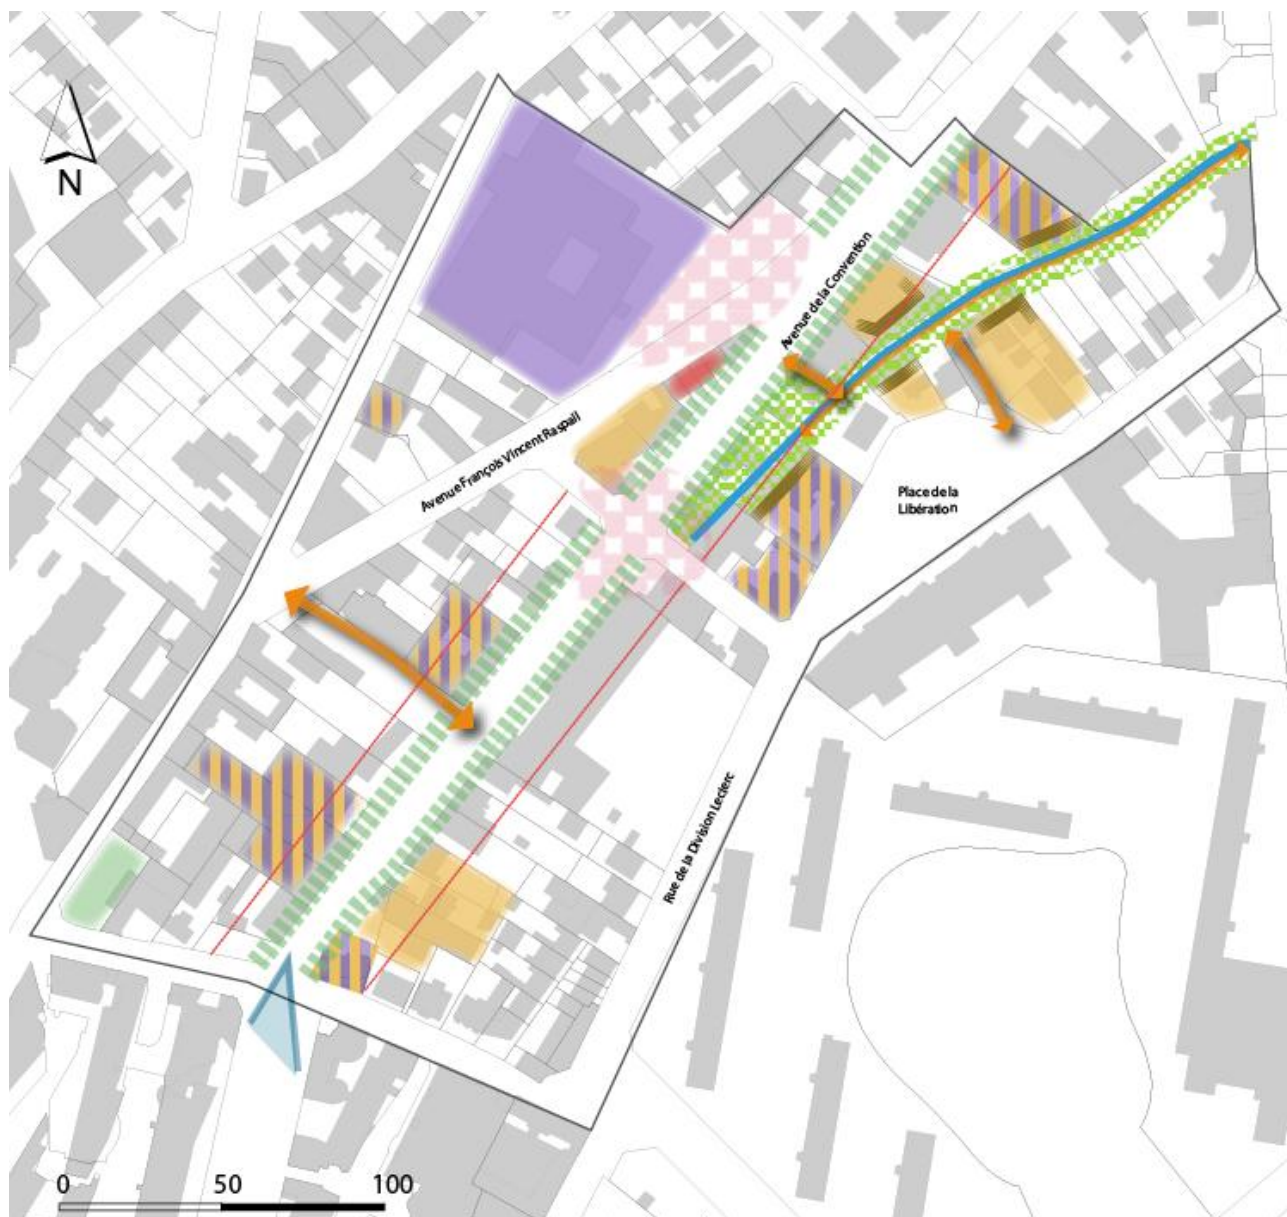 N
Avenue de la Convention
Avenue François Vincent Raspail
Place de la
Libération
Rue de la Division Leclerc
0 50 100